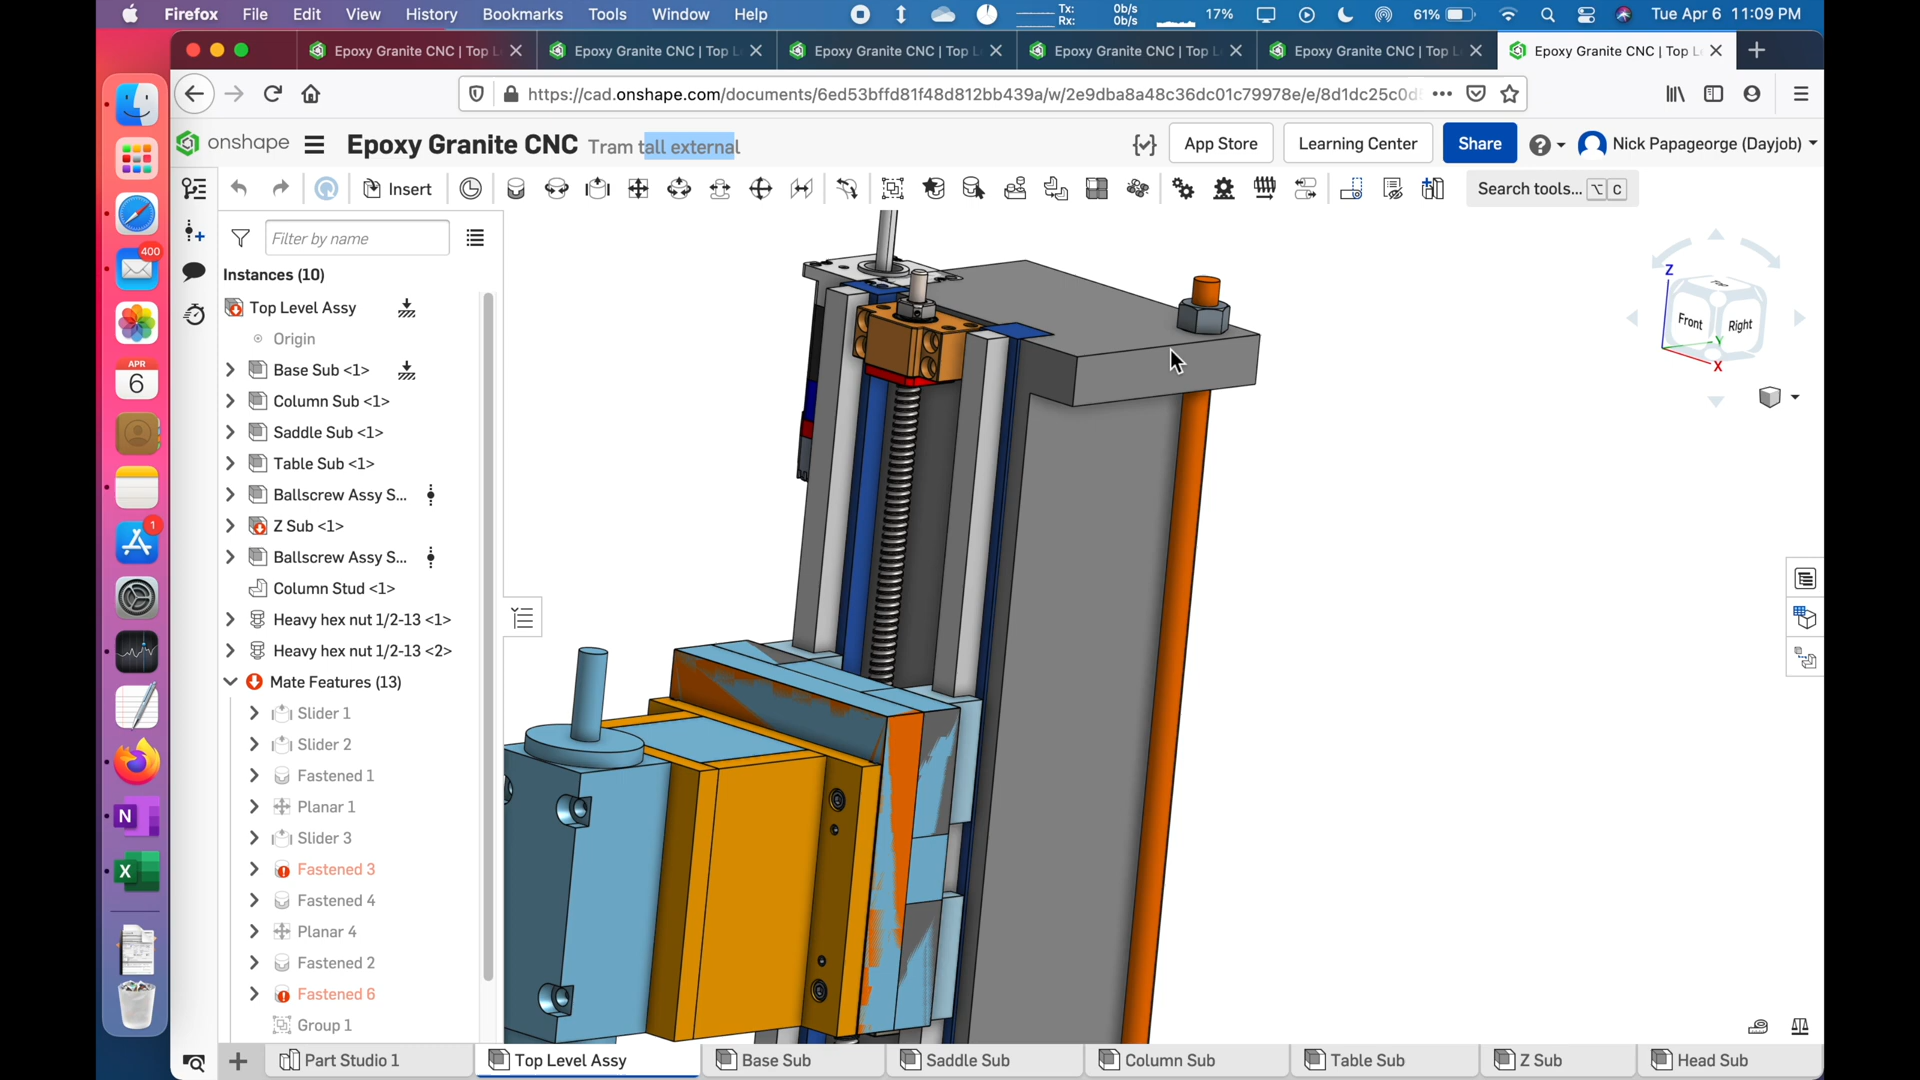 Firefox File Edit View History Bookmarks Tools Window Help
Tx: 0b/s
Rx: 0b/s
17% 61% Tue Apr 6 11:09 PM
Epoxy Granite CNC | Top L Epoxy Granite CNC | Top L Epoxy Granite CNC | Top L Epoxy Granite CNC | Top L Epoxy Granite CNC | Top L Epoxy Granite CNC | Top L
https://cad.onshape.com/documents/6ed53bffd81f48d812bb439a/w/2e9dba8a48c36dc01c79978e/e/8d1dc25c0d
onshape Epoxy Granite CNC Tram tall external App Store Learning Center Share Nick Papageorge (Dayjob)
Insert Search tools... ⌥ C
Filter by name
Instances (10)
Top Level Assy
Origin
Base Sub <1>
Column Sub <1>
Saddle Sub <1>
Table Sub <1>
Ballscrew Assy S...
Z Sub <1>
Ballscrew Assy S...
Column Stud <1>
Heavy hex nut 1/2-13 <1>
Heavy hex nut 1/2-13 <2>
Mate Features (13)
Slider 1
Slider 2
Fastened 1
Planar 1
Slider 3
Fastened 3
Fastened 4
Planar 4
Fastened 2
Fastened 6
Group 1
400
APR
6
1
N
X
Z
Top
Front Right
Y
X
Part Studio 1 Top Level Assy Base Sub Saddle Sub Column Sub Table Sub Z Sub Head Sub